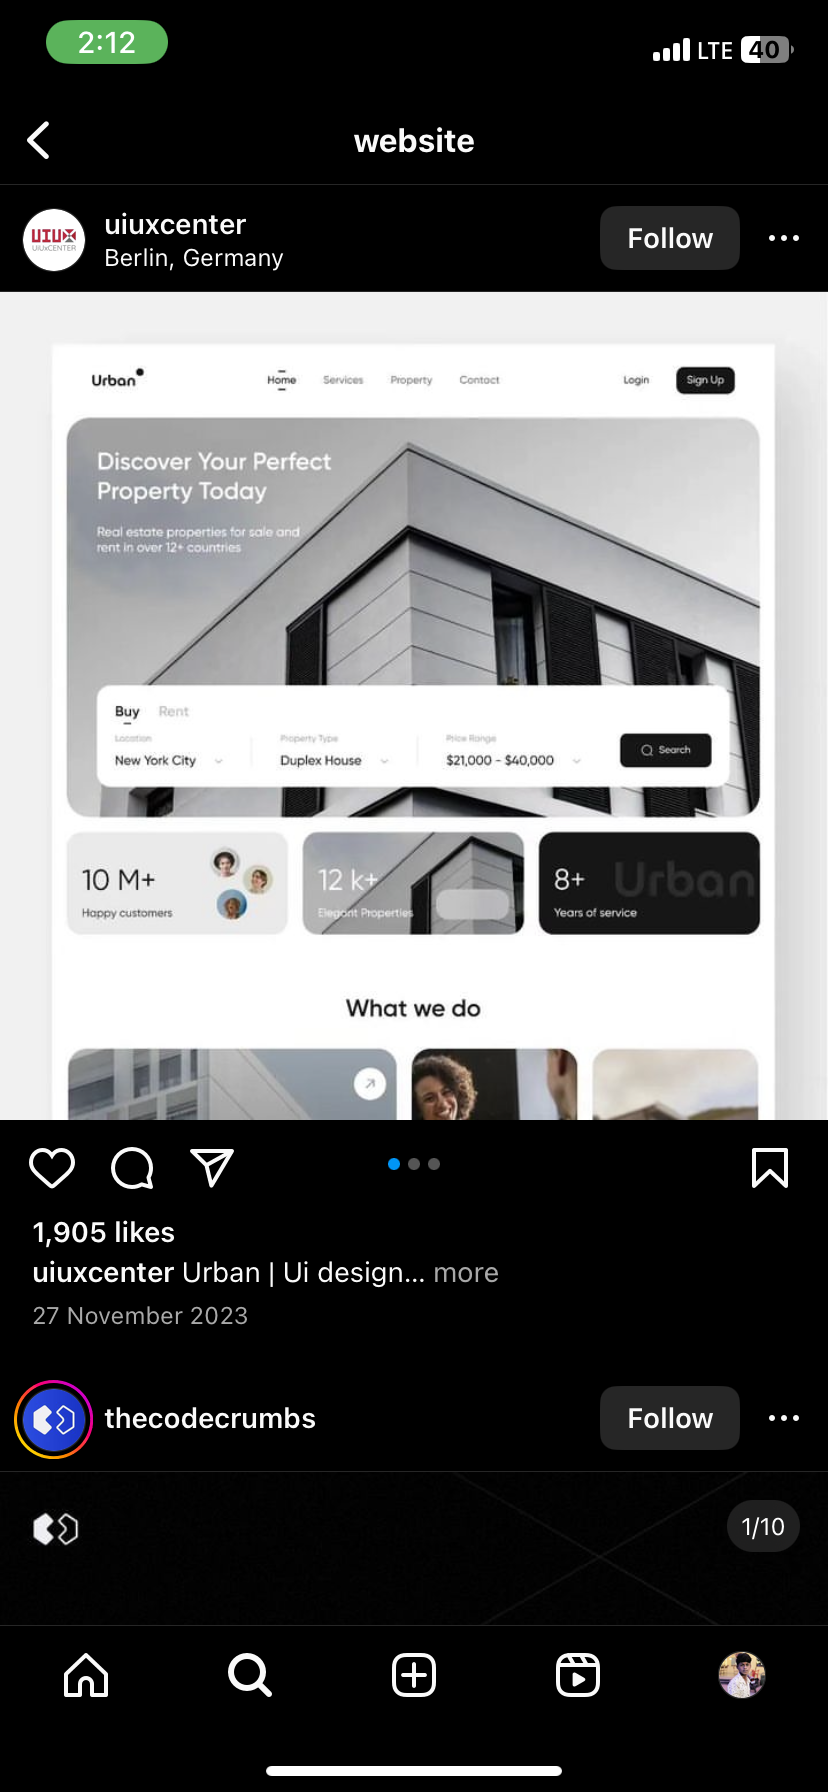 2:12
LTE 40
website
UIUX
UIUXCENTER
uiuxcenter
Berlin, Germany
Follow
Urban
Home Services Property Contact
Login Sign Up
Discover Your Perfect
Property Today
Real estate properties for sale and
rent in over 12+ countries
Buy Rent
Location Property Type Price Range
New York City Duplex House $21,000 - $40,000 Search
10 M+
Happy customers
12 k+
Elegant Properties
8+ Urban
Years of service
What we do
1,905 likes
uiuxcenter Urban | Ui design... more
27 November 2023
thecodecrumbs
Follow
1/10